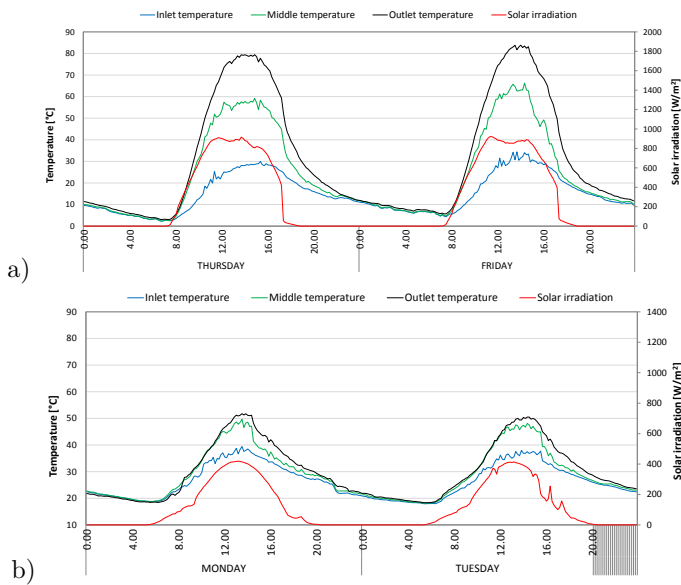 Inlet temperature Middle temperature Outlet temperature Solar irradiation
90 2000
80 1800
70 1600
60 1400
50 1200
40 1000
30 800
20 600
10 400
0 200
0
Temperature [°C]
Solar irradiation [W/m²]
0.00 4.00 8.00 12.00 16.00 20.00 0.00 4.00 8.00 12.00 16.00 20.00
THURSDAY FRIDAY
a)
Inlet temperature Middle temperature Outlet temperature Solar irradiation
90 1400
80 1200
70 1000
60 800
50 600
40 400
30 200
20 0
10
Temperature [°C]
Solar irradiation [W/m²]
0.00 4.00 8.00 12.00 16.00 20.00 0.00 4.00 8.00 12.00 16.00 20.00
MONDAY TUESDAY
b)